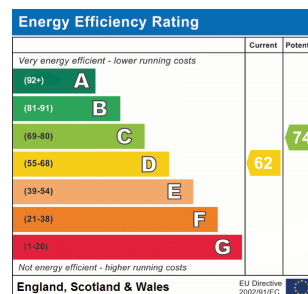 Energy Efficiency Rating
Current Poten
Very energy efficient - lower running costs
(92+) A
(81-91) B
(69-80) C 74
(55-68) D 62
(39-54) E
(21-38) F
(1-20) G
Not energy efficient - higher running costs
England, Scotland & Wales
EU Directive
2002/91/EC